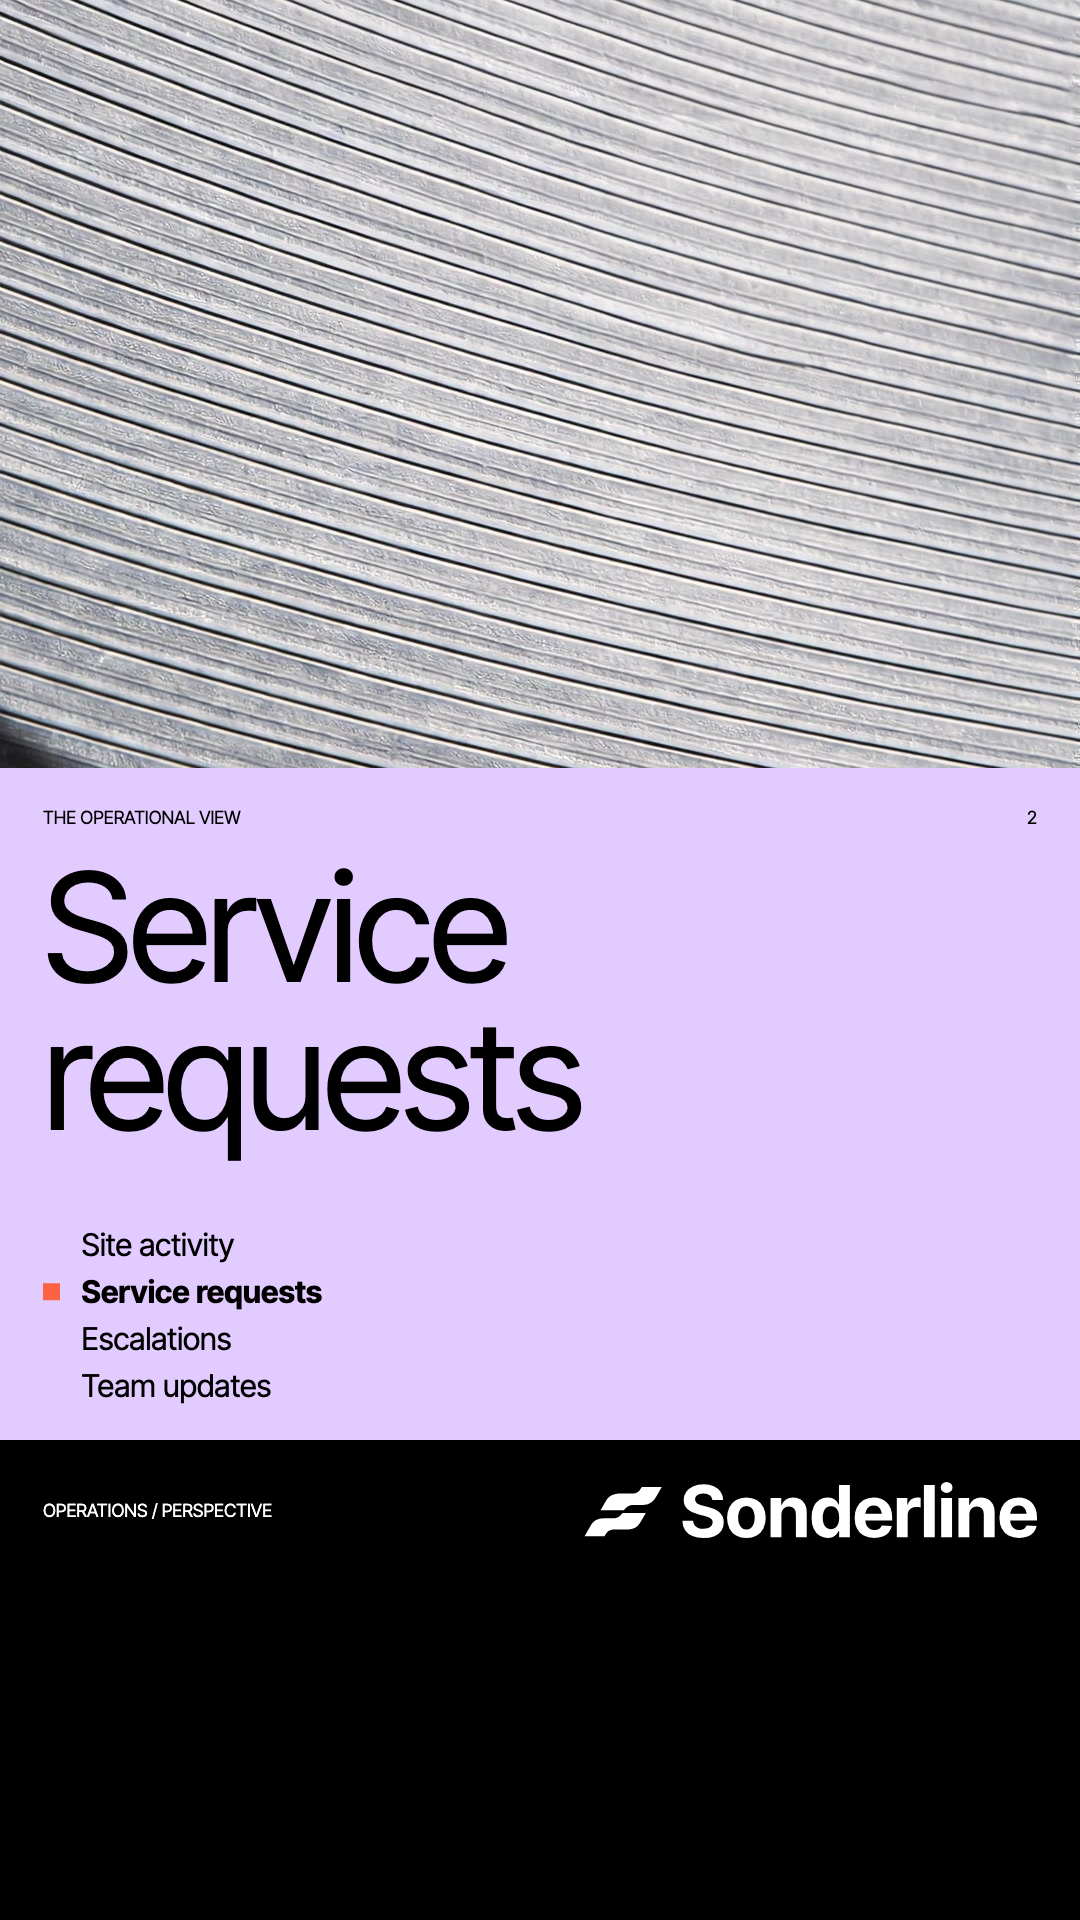 THE OPERATIONAL VIEW
2
Service
requests
Site activity
Service requests
Escalations
Team updates
OPERATIONS / PERSPECTIVE
Sonderline